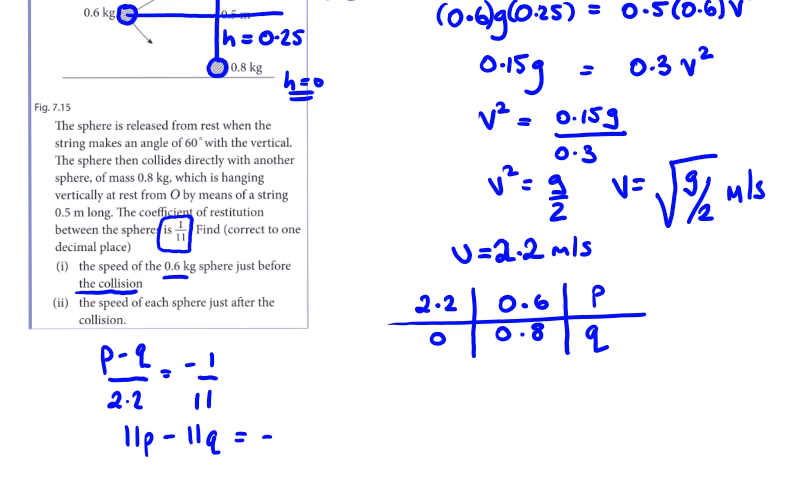 0.6 kg
0.5 m
h = 0.25
0.8 kg
h=0
Fig. 7.15
The sphere is released from rest when the
string makes an angle of 60° with the vertical.
The sphere then collides directly with another
sphere, of mass 0.8 kg, which is hanging
vertically at rest from O by means of a string
0.5 m long. The coefficient of restitution
between the spheres is 1/11. Find (correct to one
decimal place)
(i) the speed of the 0.6 kg sphere just before
the collision
(ii) the speed of each sphere just after the
collision.
p-q/2.2 = -1/11
11p - 11q = -
(0.6)g(0.25) = 0.5(0.6)v
0.15g = 0.3 v²
v² = 0.15g/0.3
v² = g/2 v = √g/2 m/s
v = 2.2 m/s
2.2 | 0.6 | p
0 | 0.8 | q